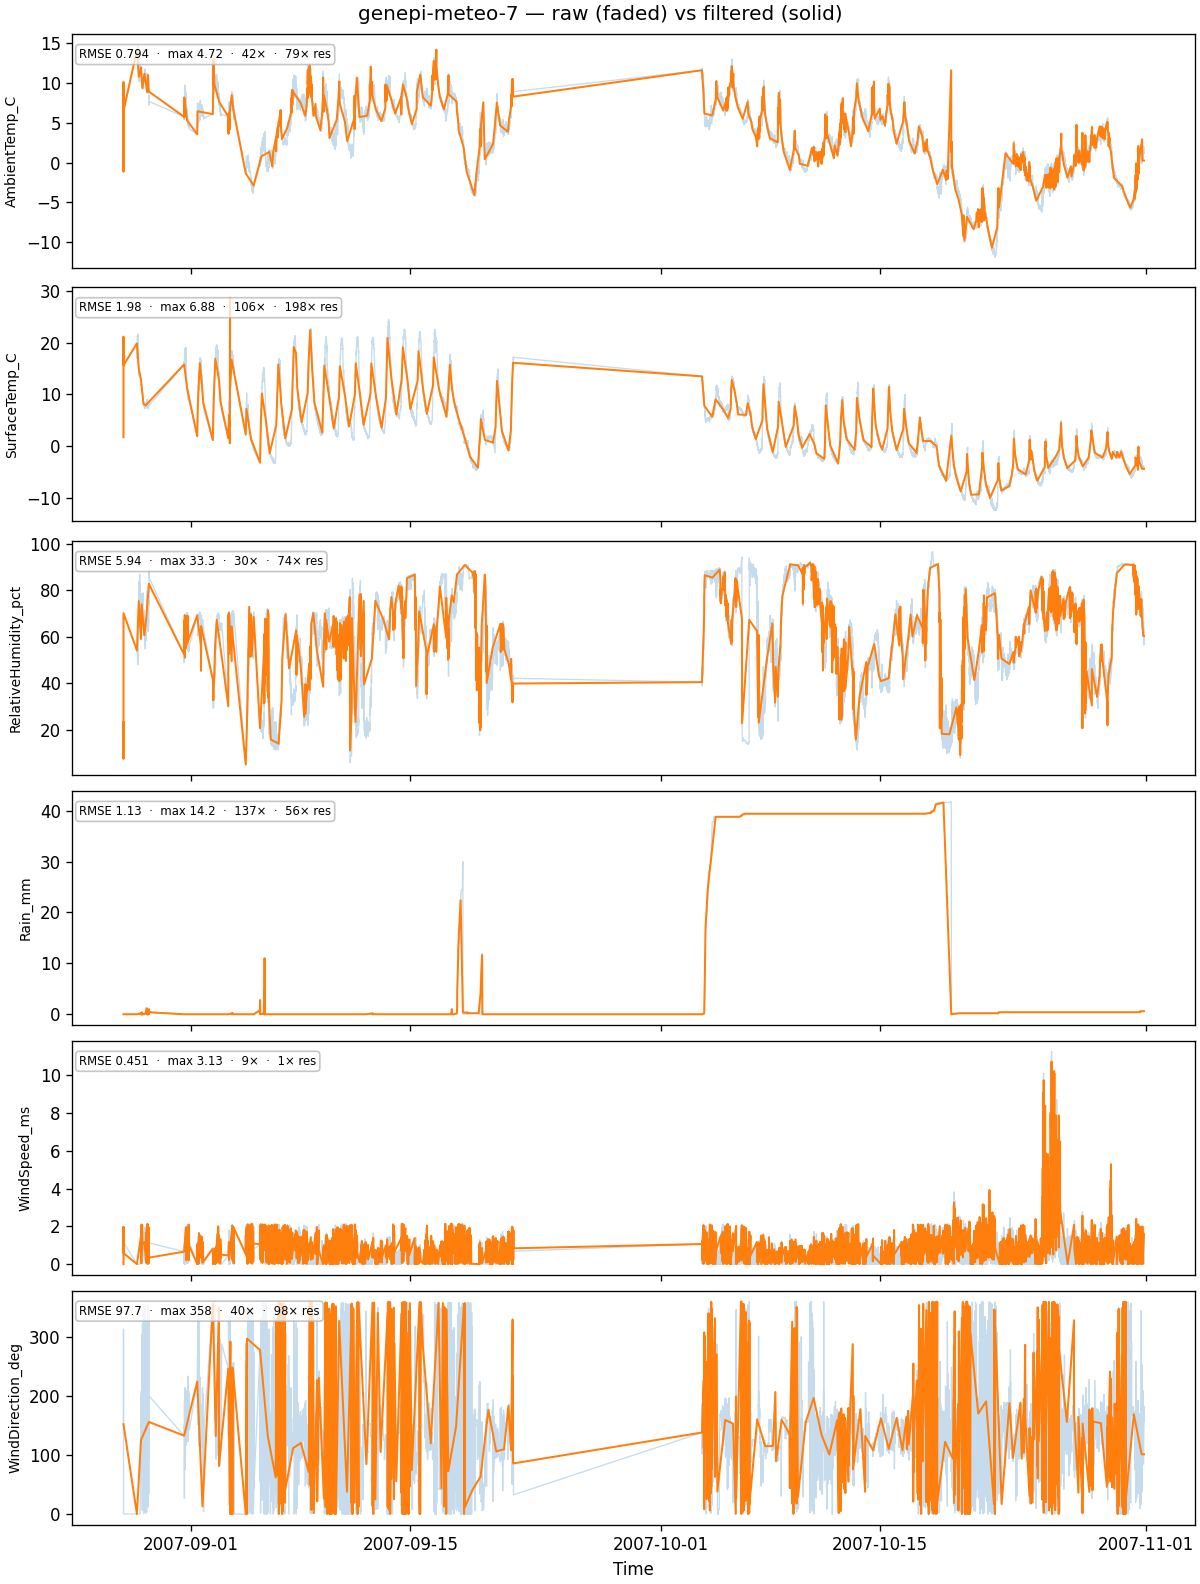 genepi-meteo-7 — raw (faded) vs filtered (solid)
RMSE 0.794 · max 4.72 · 42× · 79× res
AmbientTemp_C
15
10
5
0
−5
−10
RMSE 1.98 · max 6.88 · 106× · 198× res
SurfaceTemp_C
30
20
10
0
−10
RMSE 5.94 · max 33.3 · 30× · 74× res
RelativeHumidity_pct
100
80
60
40
20
RMSE 1.13 · max 14.2 · 137× · 56× res
Rain_mm
40
30
20
10
0
RMSE 0.451 · max 3.13 · 9× · 1× res
WindSpeed_ms
10
8
6
4
2
0
RMSE 97.7 · max 358 · 40× · 98× res
WindDirection_deg
300
200
100
0
2007-09-01 2007-09-15 2007-10-01 2007-10-15 2007-11-01
Time